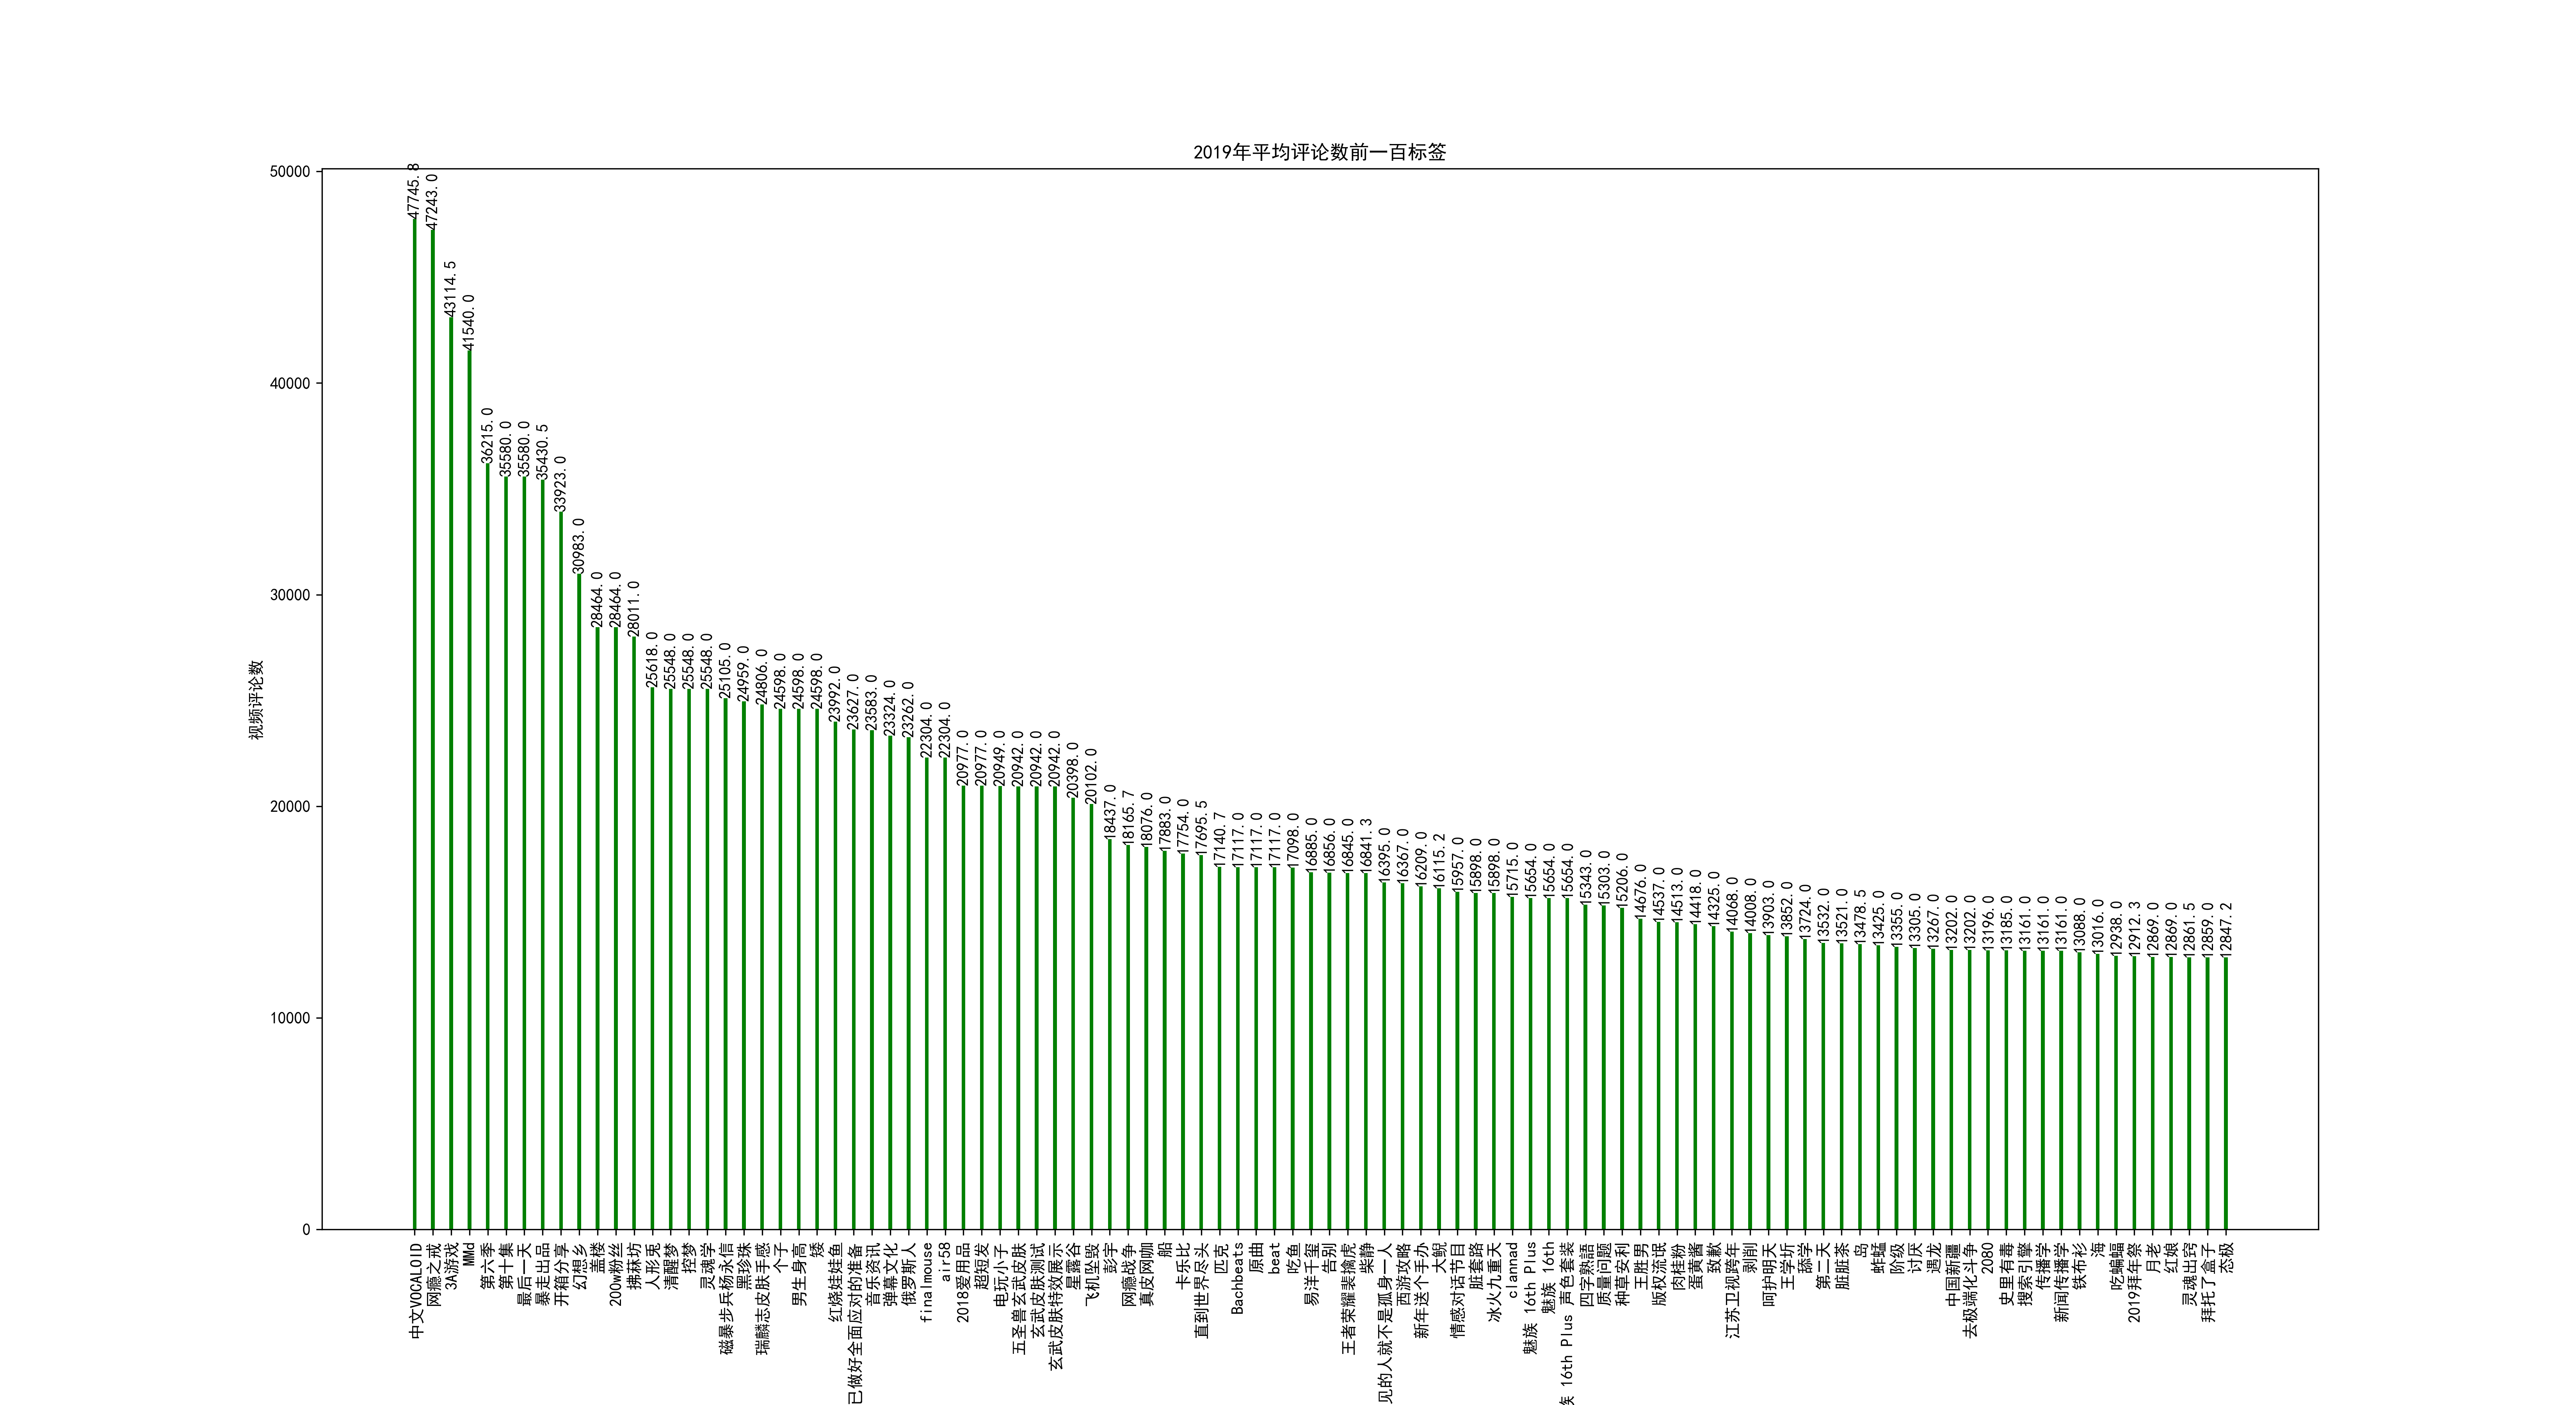 2019年平均评论数前一百标签
视频评论数
50000
40000
30000
20000
10000
0
47745.8
47243.0
43114.5
41540.0
36215.0
35580.0
35580.0
35430.5
33923.0
30983.0
28464.0
28464.0
28011.0
25618.0
25548.0
25548.0
25548.0
25105.0
24959.0
24806.0
24598.0
24598.0
24598.0
23992.0
23627.0
23583.0
23324.0
23262.0
22304.0
22304.0
20977.0
20977.0
20949.0
20942.0
20942.0
20942.0
20398.0
20102.0
18437.0
18165.7
18076.0
17883.0
17754.0
17695.5
17140.7
17117.0
17117.0
17117.0
17098.0
16885.0
16856.0
16845.0
16841.3
16395.0
16367.0
16209.0
16115.2
15957.0
15898.0
15898.0
15715.0
15654.0
15654.0
15654.0
15343.0
15303.0
15206.0
14676.0
14537.0
14513.0
14418.0
14325.0
14068.0
14008.0
13903.0
13852.0
13724.0
13532.0
13521.0
13478.5
13425.0
13355.0
13305.0
13267.0
13202.0
13202.0
13196.0
13185.0
13161.0
13161.0
13161.0
13088.0
13016.0
12938.0
12912.3
12869.0
12869.0
12861.5
12859.0
12847.2
中文VOCALOID
网瘾之戒
3A游戏
MMd
第六季
第十集
最后一天
暴走出品
开箱分享
幻想乡
盖楼
200w粉丝
拂菻坊
人形兎
清醒梦
控梦
灵魂学
磁暴步兵杨永信
黑珍珠
瑞麟志皮肤手感
个子
男生身高
矮
红烧娃娃鱼
已做好全面应对的准备
音乐资讯
弹幕文化
俄罗斯人
finalmouse
air58
2018爱用品
超短发
电玩小子
五圣兽玄武皮肤
玄武皮肤测试
玄武皮肤特效展示
星露谷
飞机坠毁
彭宇
网瘾战争
真皮网咖
船
卡乐比
直到世界尽头
匹克
Bachbeats
原曲
beat
吃鱼
易洋千玺
告别
王者荣耀裴擒虎
柴静
见的人就不是孤身一人
西游攻略
新年送个手办
大鲵
情感对话节目
脏套路
冰火九重天
clannad
魅族 16th Plus
魅族 16th
族 16th Plus 声色套装
四字熟語
质量问题
种草安利
王胜男
版权流氓
肉桂粉
蛋黄酱
致歉
江苏卫视跨年
剥削
呵护明天
王学圻
舔学
第二天
脏脏茶
岛
蚱蜢
阶级
讨厌
遇龙
中国新疆
去极端化斗争
2080
史里有毒
搜索引擎
传播学
新闻传播学
铁布衫
海
吃蝙蝠
2019拜年祭
月老
红娘
灵魂出窍
拜托了盒子
态极